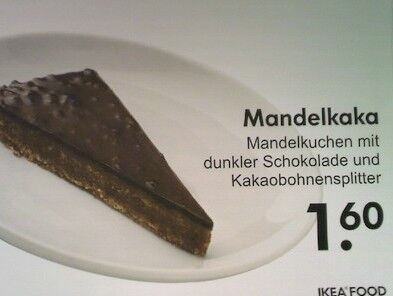 Mandelkaka
Mandelkuchen mit
dunkler Schokolade und
Kakaobohnensplitter
1.60
IKEA FOOD